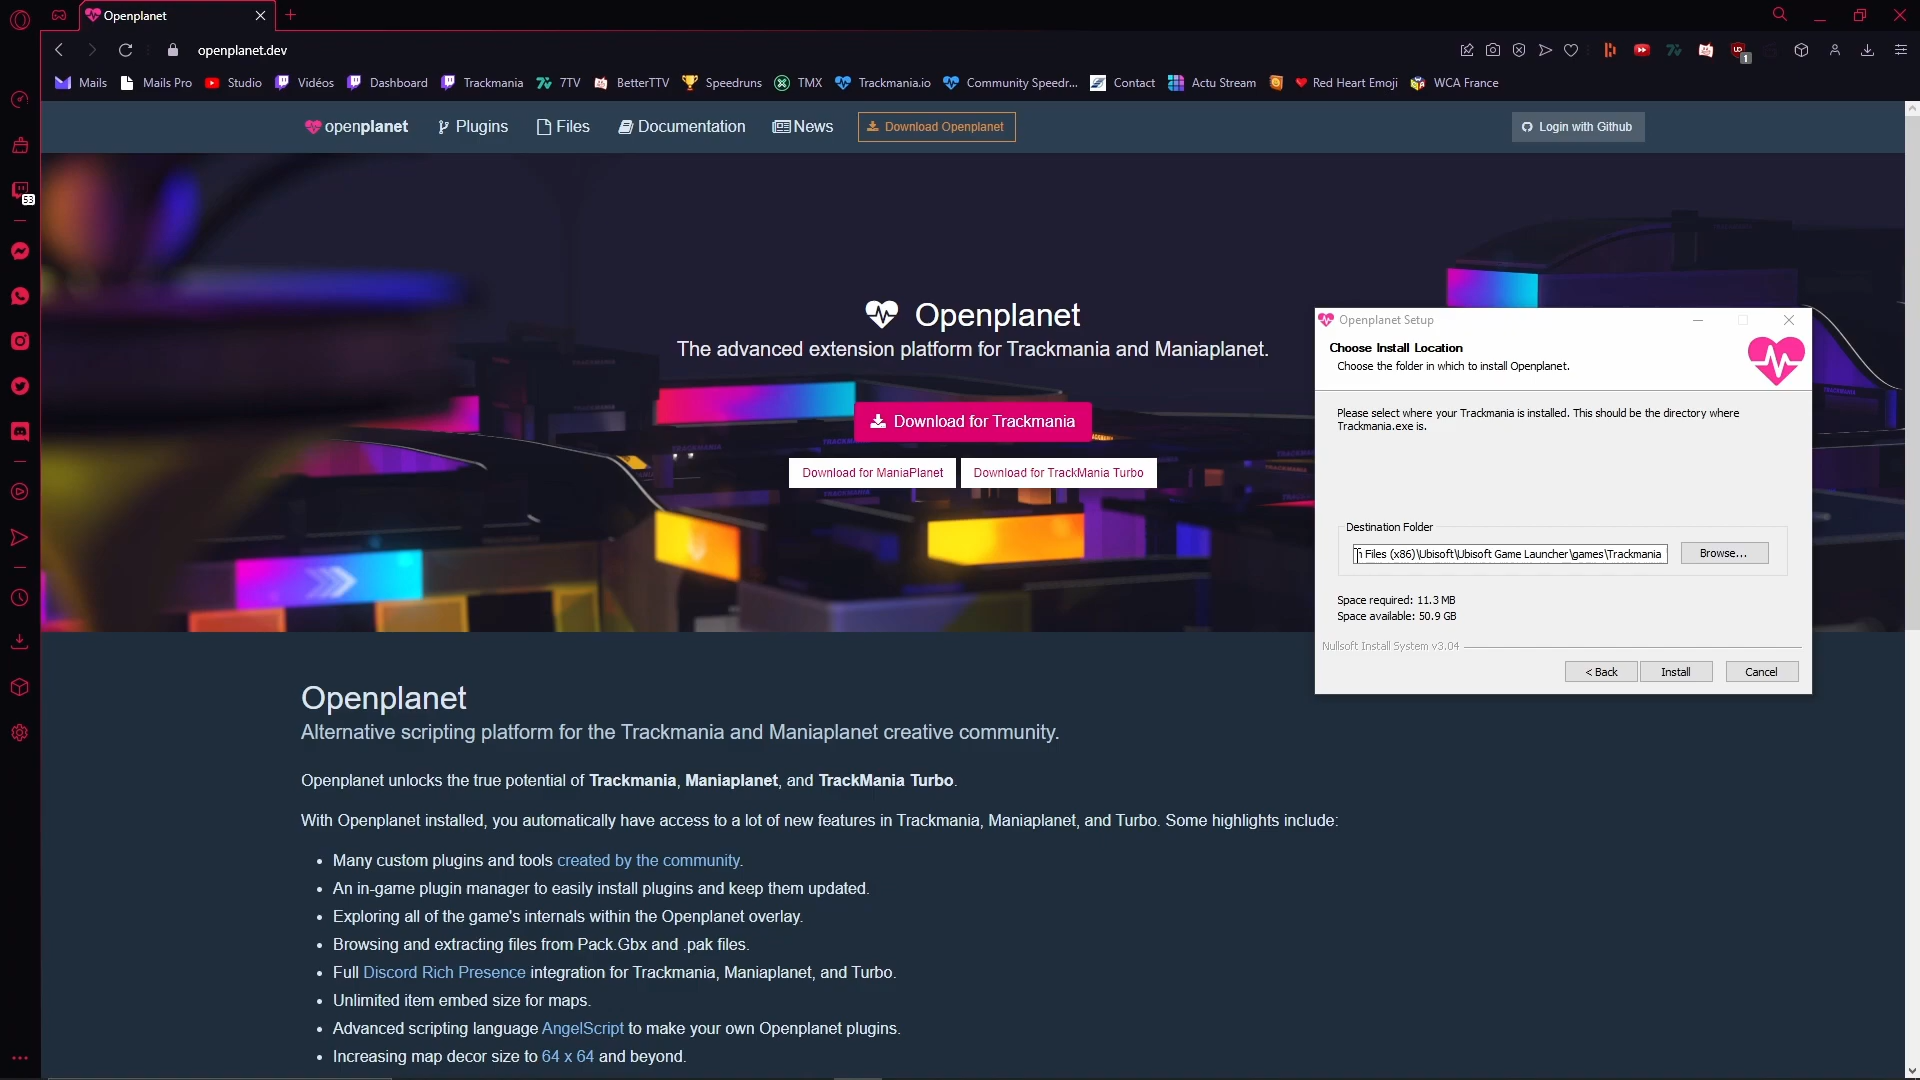 Openplanet
openplanet.dev
1
Mails
Mails Pro
Studio
Vidéos
Dashboard
Trackmania
7TV
BetterTTV
Speedruns
TMX
Trackmania.io
Community Speedr...
Contact
Actu Stream
Red Heart Emoji
WCA France
openplanet
Plugins
Files
Documentation
News
Download Openplanet
Login with Github
53
Openplanet
The advanced extension platform for Trackmania and Maniaplanet.
Download for Trackmania
Download for ManiaPlanet
Download for TrackMania Turbo
Openplanet Setup
Choose Install Location
Choose the folder in which to install Openplanet.
Please select where your Trackmania is installed. This should be the directory where
Trackmania.exe is.
Destination Folder
Files (x86)\Ubisoft\Ubisoft Game Launcher\games\Trackmania
Browse...
Space required: 11.3 MB
Space available: 50.9 GB
Nullsoft Install System v3.04
< Back
Install
Cancel
Openplanet
Alternative scripting platform for the Trackmania and Maniaplanet creative community.
Openplanet unlocks the true potential of Trackmania, Maniaplanet, and TrackMania Turbo.
With Openplanet installed, you automatically have access to a lot of new features in Trackmania, Maniaplanet, and Turbo. Some highlights include:
• Many custom plugins and tools created by the community.
• An in-game plugin manager to easily install plugins and keep them updated.
• Exploring all of the game's internals within the Openplanet overlay.
• Browsing and extracting files from Pack.Gbx and .pak files.
• Full Discord Rich Presence integration for Trackmania, Maniaplanet, and Turbo.
• Unlimited item embed size for maps.
• Advanced scripting language AngelScript to make your own Openplanet plugins.
• Increasing map decor size to 64 x 64 and beyond.